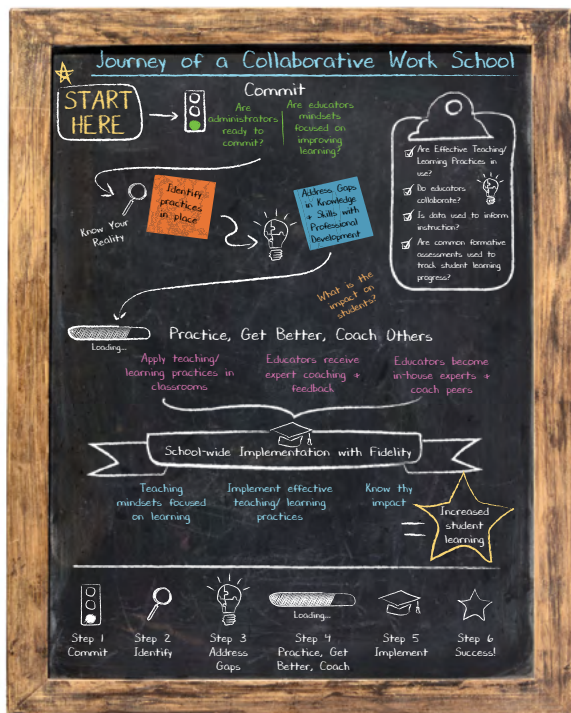 Journey of a Collaborative Work School
START
HERE
Commit
Are
administrators
ready to
commit?
Are educators
mindsets
focused on
improving
learning?
Are Effective Teaching/
Learning Practices in
use?
Do educators
collaborate?
Is data used to inform
instruction?
Are common formative
assessments used to
track student learning
progress?
Know Your
Reality
Identify
practices
in place
Address Gaps
in Knowledge
+ Skills with
Professional
Development
What is the
impact on
students?
Loading...
Practice, Get Better, Coach Others
Apply teaching/
learning practices in
classrooms
Educators receive
expert coaching +
feedback
Educators become
in-house experts +
coach peers
School-wide Implementation with Fidelity
Teaching
mindsets focused
on learning
Implement effective
teaching/ learning
practices
Know thy
impact
=
Increased
student
learning
Loading...
Step 1
Commit
Step 2
Identify
Step 3
Address
Gaps
Step 4
Practice, Get
Better, Coach
Step 5
Implement
Step 6
Success!